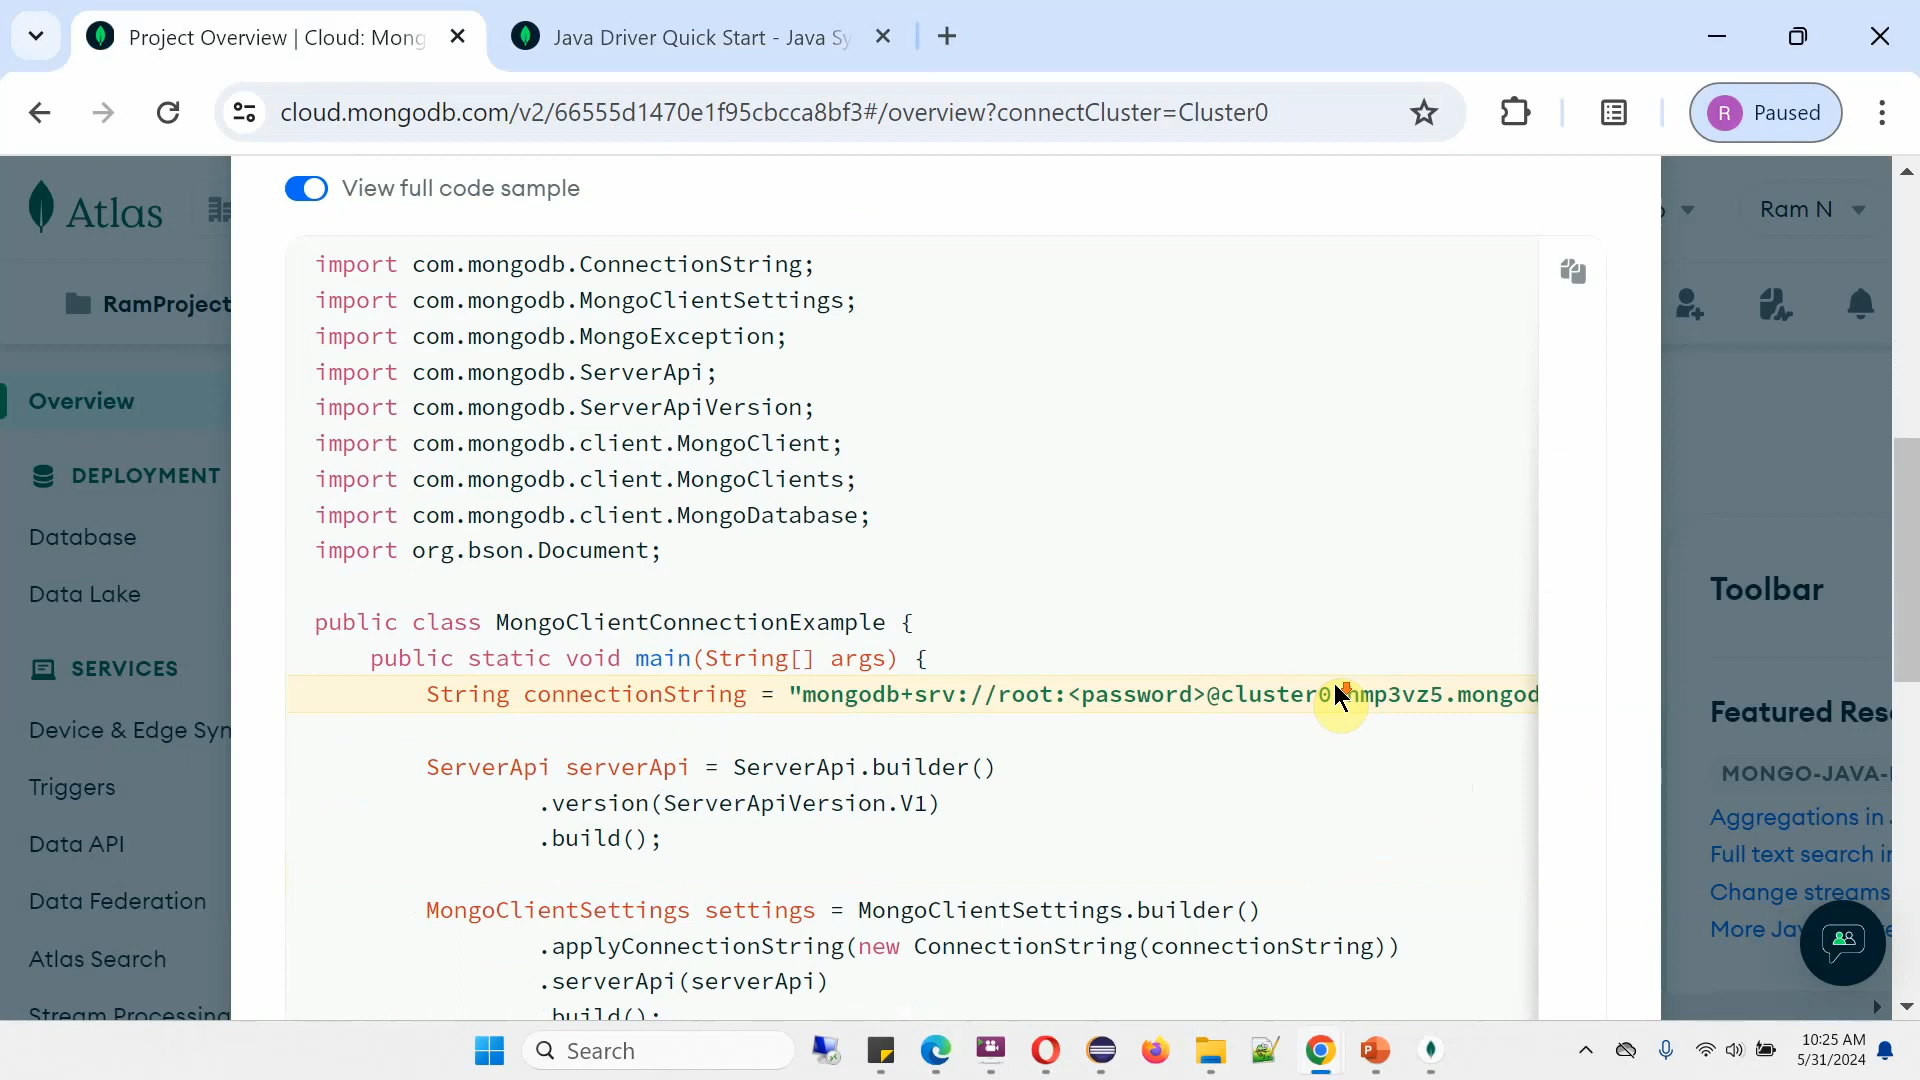 Project Overview | Cloud: Mong
Java Driver Quick Start - Java Sy
cloud.mongodb.com/v2/66555d1470e1f95cbcca8bf3#/overview?connectCluster=Cluster0
R
Paused
Atlas
View full code sample
Ram N
RamProject
Overview
DEPLOYMENT
Database
Data Lake
SERVICES
Device & Edge Syn
Triggers
Data API
Data Federation
Atlas Search
Stream Processing
import com.mongodb.ConnectionString;
import com.mongodb.MongoClientSettings;
import com.mongodb.MongoException;
import com.mongodb.ServerApi;
import com.mongodb.ServerApiVersion;
import com.mongodb.client.MongoClient;
import com.mongodb.client.MongoClients;
import com.mongodb.client.MongoDatabase;
import org.bson.Document;
public class MongoClientConnectionExample {
public static void main(String[] args) {
String connectionString = "mongodb+srv://root:<password>@cluster0.hmp3vz5.mongod
ServerApi serverApi = ServerApi.builder()
.version(ServerApiVersion.V1)
.build();
MongoClientSettings settings = MongoClientSettings.builder()
.applyConnectionString(new ConnectionString(connectionString))
.serverApi(serverApi)
.build();
Toolbar
Featured Res
MONGO-JAVA-
Aggregations in
Full text search in
Change streams
More Jav
Search
10:25 AM
5/31/2024